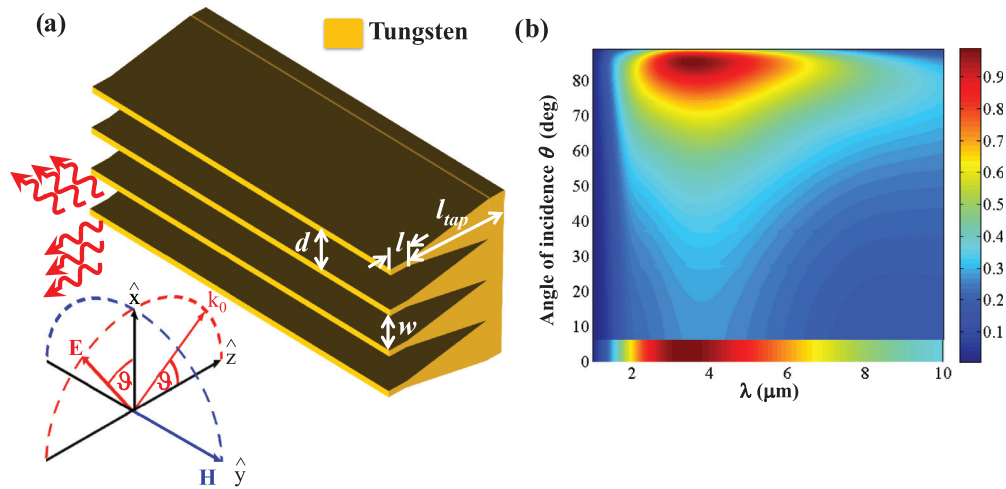 (a)
Tungsten
d
l
l_tap
w
x̂
k₀
E
ϑ
ϑ
ẑ
H
ŷ
(b)
Angle of incidence θ (deg)
80
70
60
50
40
30
20
10
0
2
4
6
8
10
λ (μm)
0.9
0.8
0.7
0.6
0.5
0.4
0.3
0.2
0.1